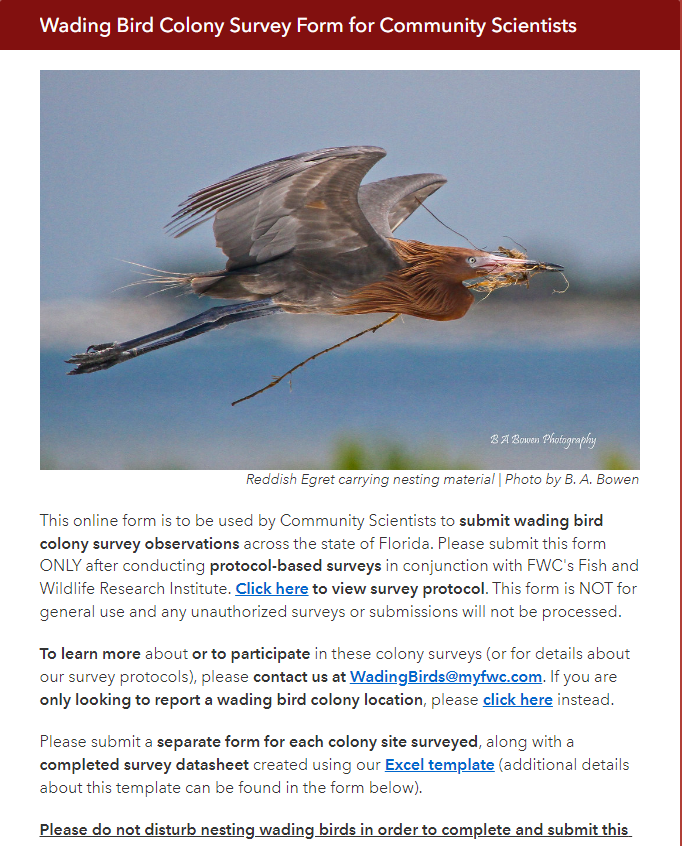 Wading Bird Colony Survey Form for Community Scientists
B A Bowen Photography
Reddish Egret carrying nesting material | Photo by B. A. Bowen
This online form is to be used by Community Scientists to submit wading bird
colony survey observations across the state of Florida. Please submit this form
ONLY after conducting protocol-based surveys in conjunction with FWC's Fish and
Wildlife Research Institute. Click here to view survey protocol. This form is NOT for
general use and any unauthorized surveys or submissions will not be processed.
To learn more about or to participate in these colony surveys (or for details about
our survey protocols), please contact us at WadingBirds@myfwc.com. If you are
only looking to report a wading bird colony location, please click here instead.
Please submit a separate form for each colony site surveyed, along with a
completed survey datasheet created using our Excel template (additional details
about this template can be found in the form below).
Please do not disturb nesting wading birds in order to complete and submit this